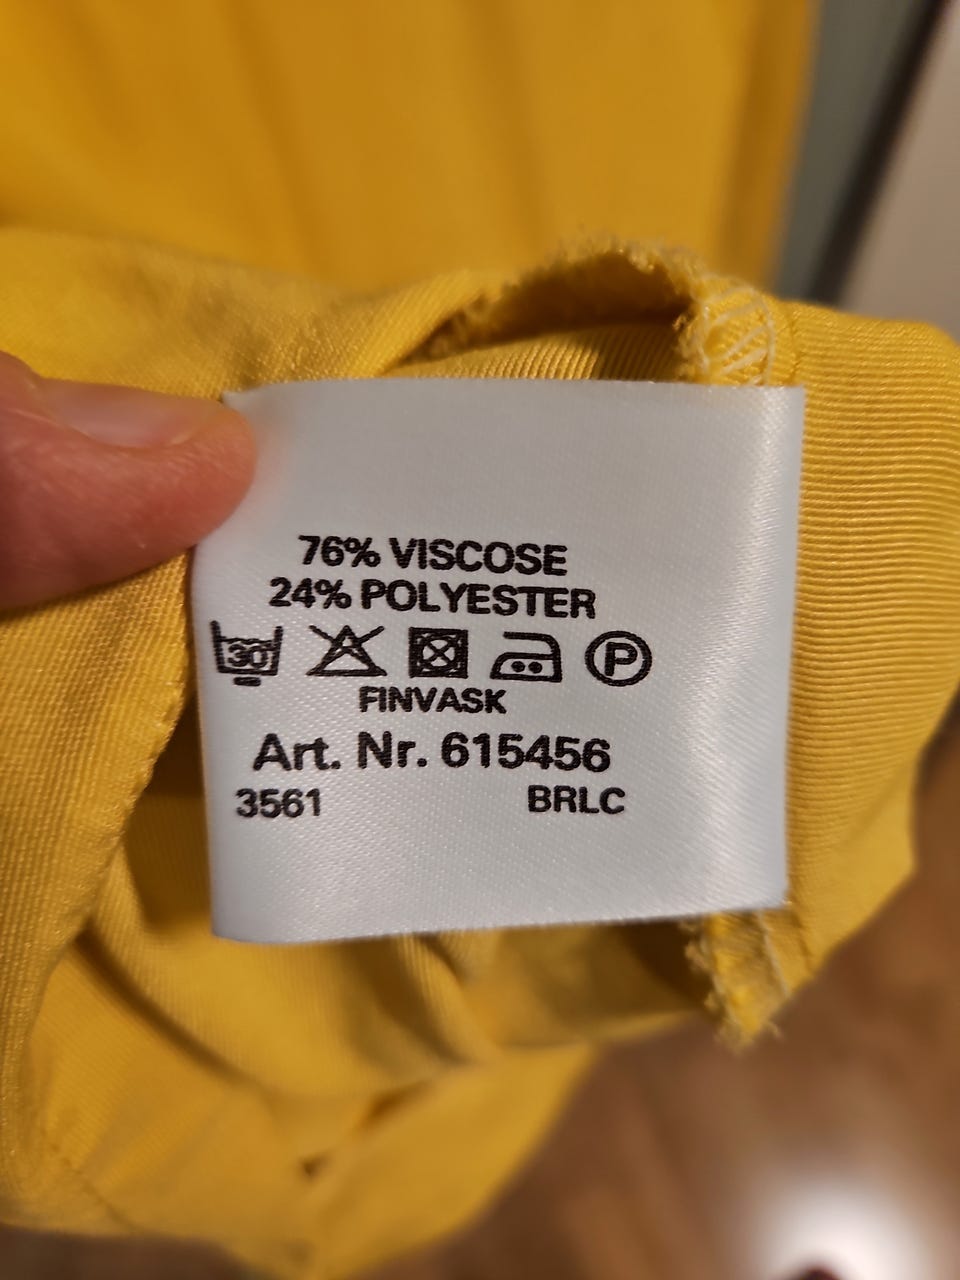 76% VISCOSE
24% POLYESTER
30 P
FINVASK
Art. Nr. 615456
3561 BRLC